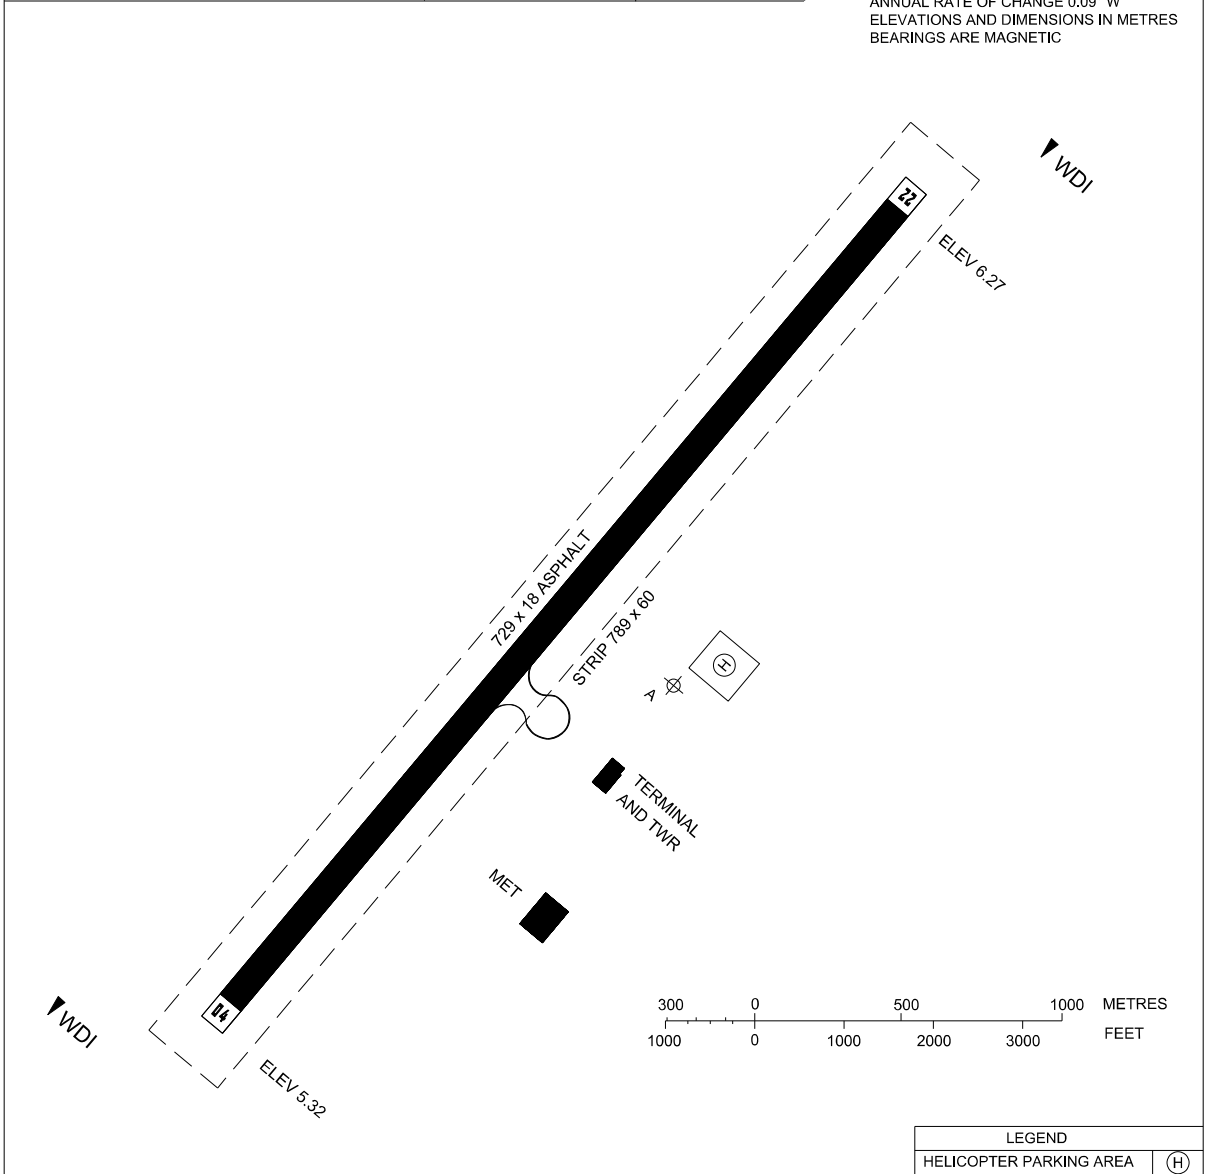 ANNUAL RATE OF CHANGE 0.09° W
ELEVATIONS AND DIMENSIONS IN METRES
BEARINGS ARE MAGNETIC
WDI
22
ELEV 6.27
729 x 18 ASPHALT
STRIP 789 x 60
H
A
TERMINAL
AND TWR
MET
04
WDI
ELEV 5.32
300 0 500 1000 METRES
1000 0 1000 2000 3000 FEET
LEGEND
HELICOPTER PARKING AREA H